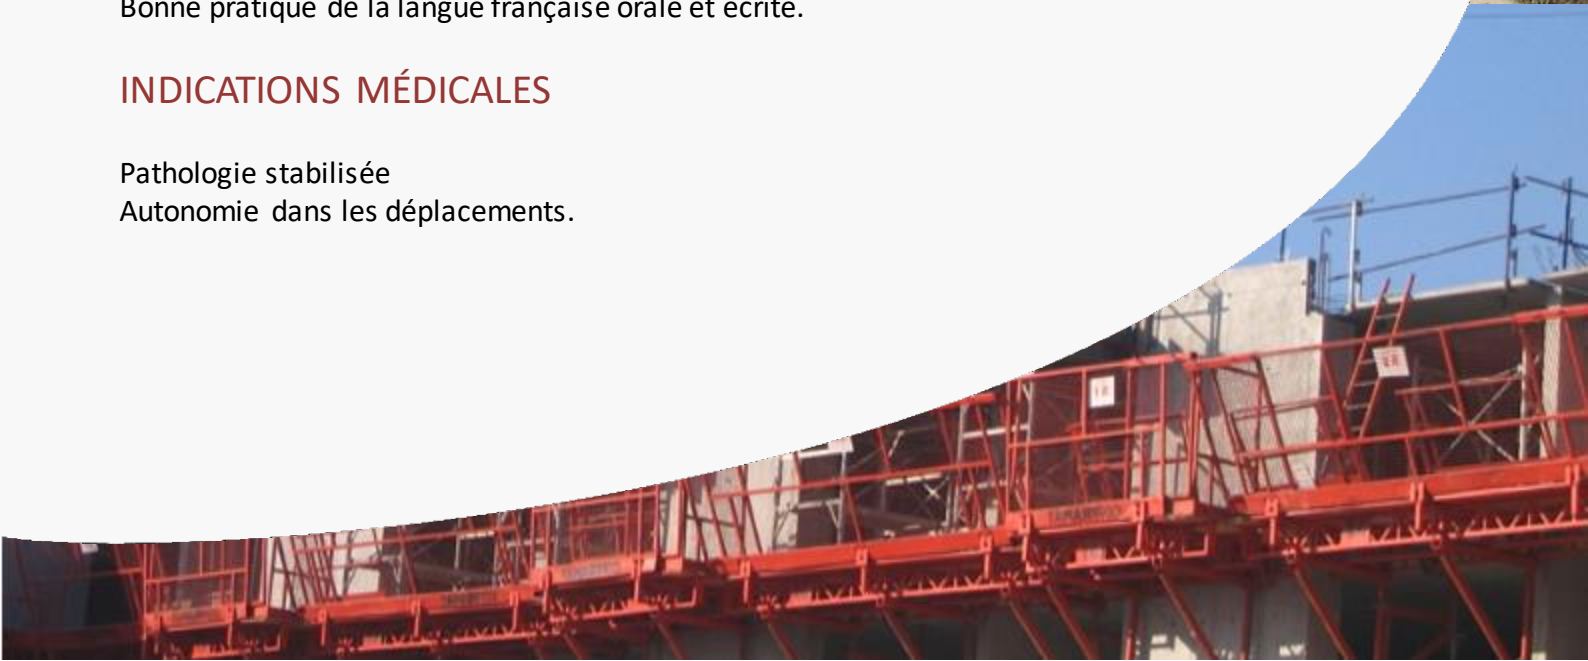 Bonne pratique de la langue française orale et écrite.
INDICATIONS MÉDICALES
Pathologie stabilisée
Autonomie dans les déplacements.